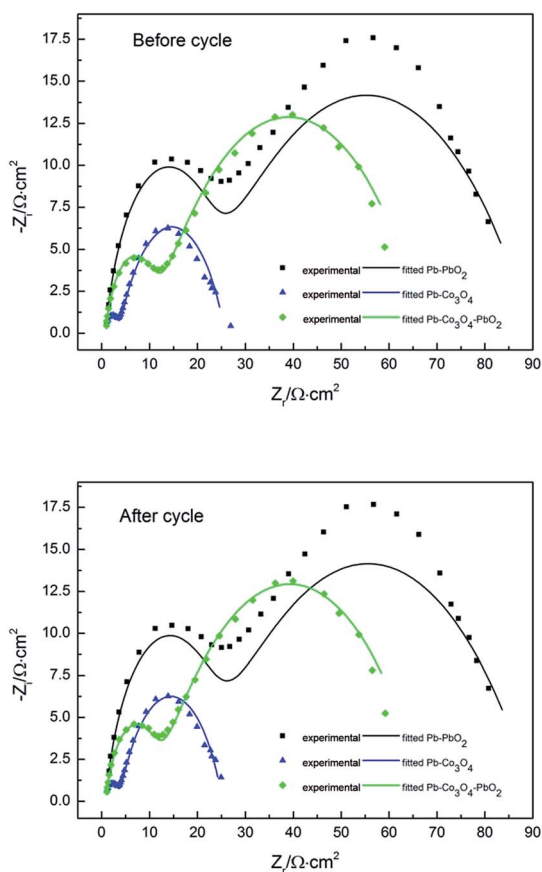 Before cycle
-Zᵢ/Ω·cm²
17.5
15.0
12.5
10.0
7.5
5.0
2.5
0.0
experimental fitted Pb-PbO₂
experimental fitted Pb-Co₃O₄
experimental fitted Pb-Co₃O₄-PbO₂
0 10 20 30 40 50 60 70 80 90
Zᵣ/Ω·cm²
After cycle
-Zᵢ/Ω·cm²
17.5
15.0
12.5
10.0
7.5
5.0
2.5
0.0
experimental fitted Pb-PbO₂
experimental fitted Pb-Co₃O₄
experimental fitted Pb-Co₃O₄-PbO₂
0 10 20 30 40 50 60 70 80 90
Zᵣ/Ω·cm²